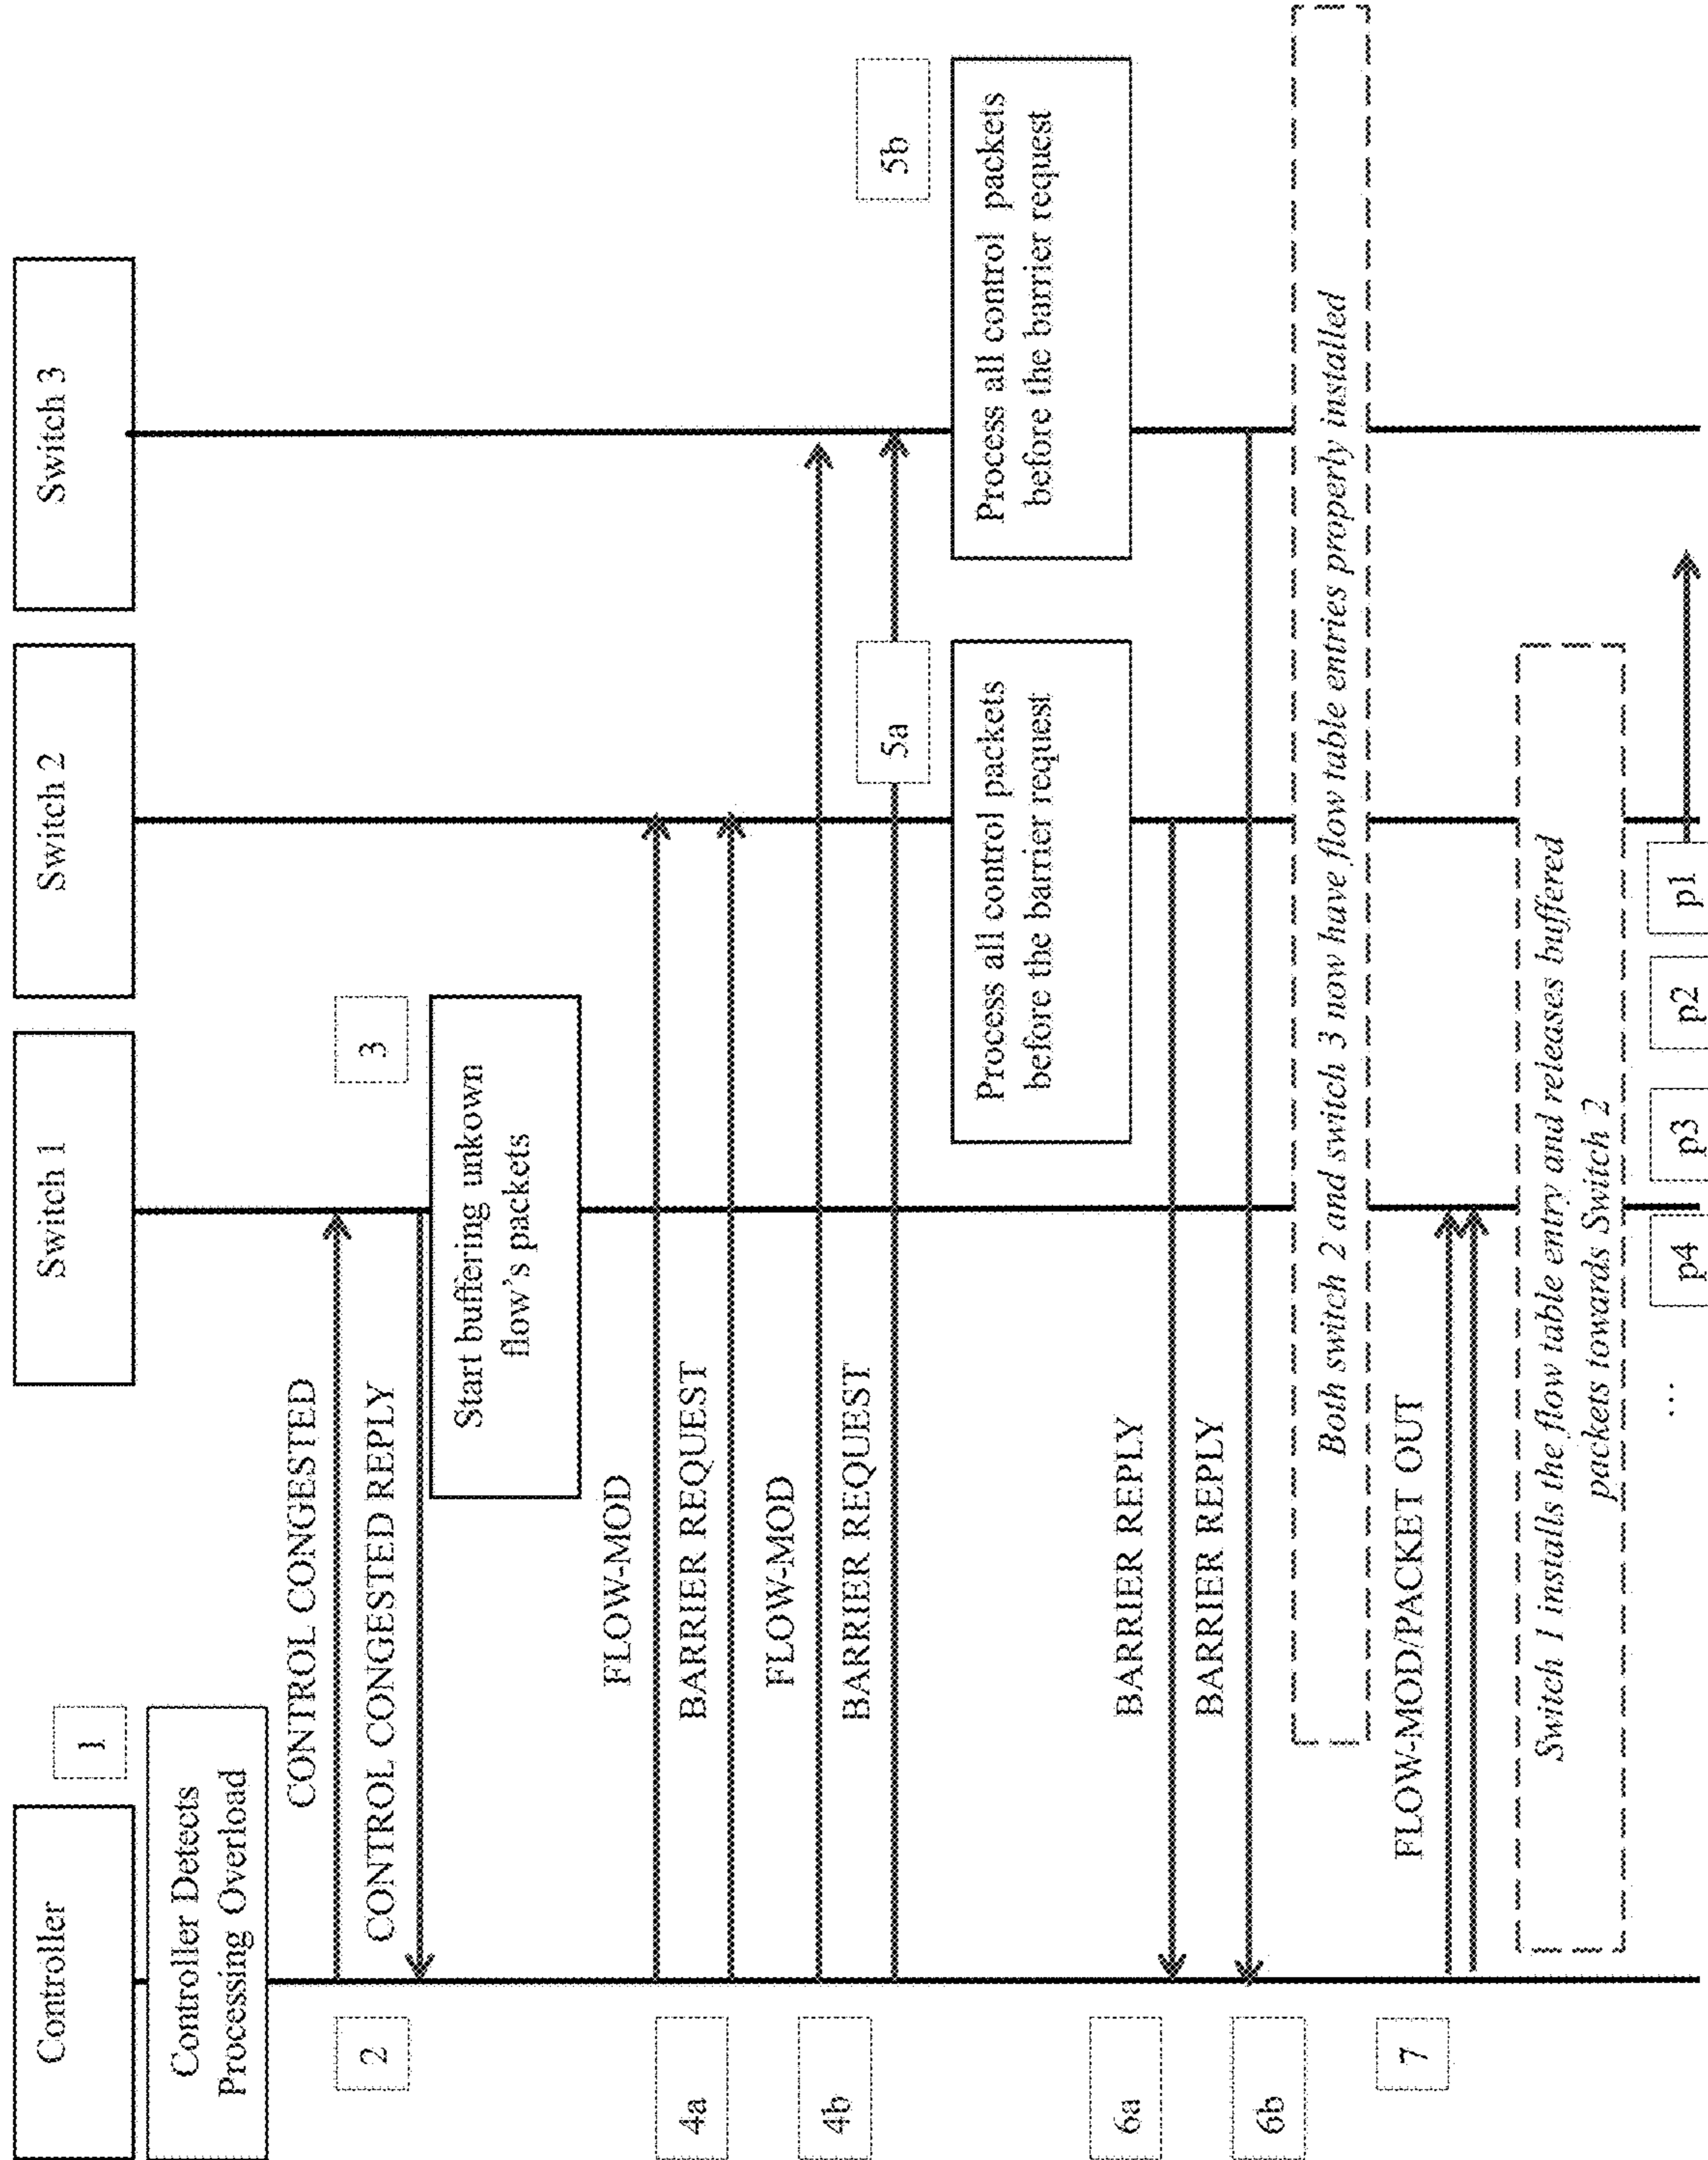 Controller
Switch 1
Switch 2
Switch 3
1
Controller Detects
Processing Overload
CONTROL CONGESTED
2
CONTROL CONGESTED REPLY
3
Start buffering unkown
flow's packets
FLOW-MOD
4a
BARRIER REQUEST
FLOW-MOD
4b
BARRIER REQUEST
5a
5b
Process all control packets
before the barrier request
Process all control packets
before the barrier request
6a
BARRIER REPLY
BARRIER REPLY
6b
Both switch 2 and switch 3 now have flow table entries properly installed
7
FLOW-MOD/PACKET OUT
Switch 1 installs the flow table entry and releases buffered
packets towards Switch 2
... p4 p3 p2 p1